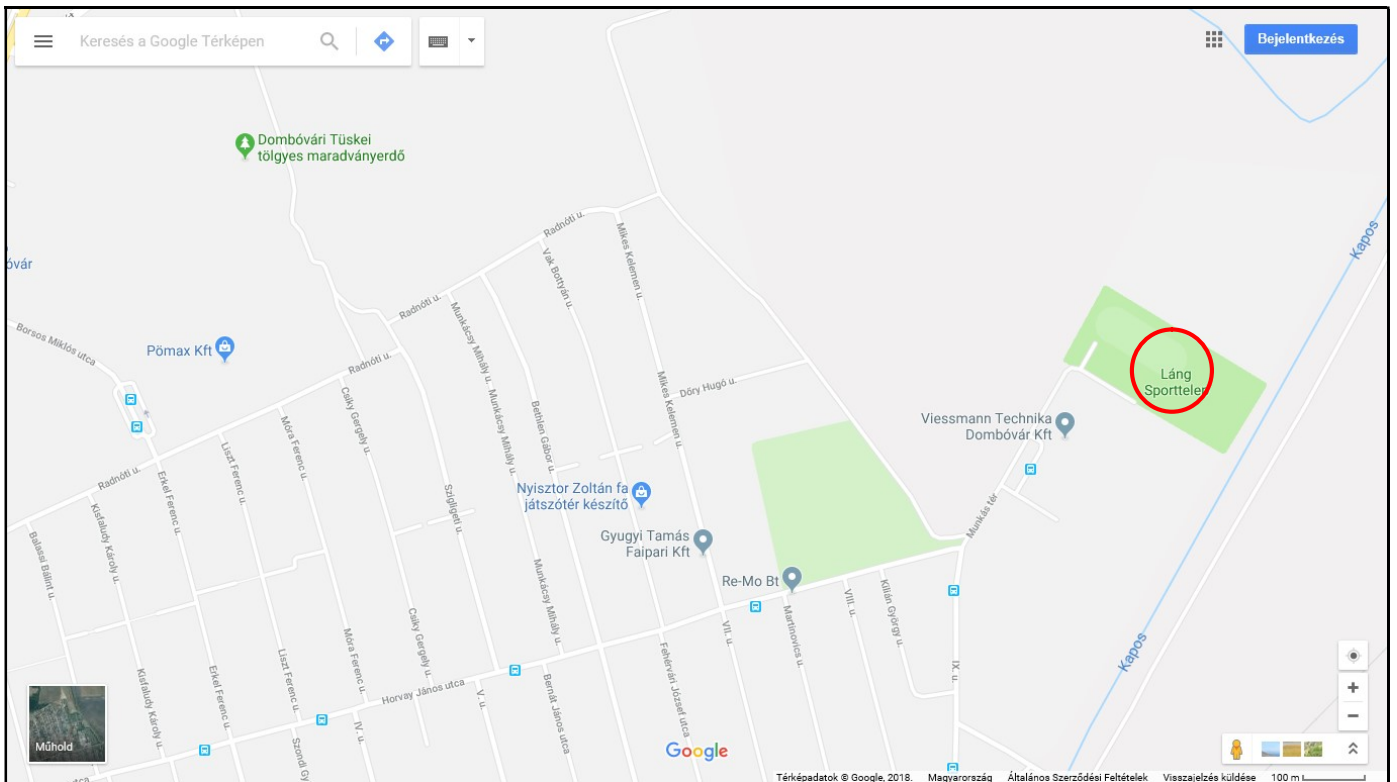 Keresés a Google Térképen
Bejelentkezés
Dombóvári Tüskei
tölgyes maradványerdő
Radnóti u.
Mikes Kelemen u.
Vak Bottyán u.
Kapos
óvár
Radnóti u.
Munkácsy Mihály u.
Borsos Miklós utca
Pömax Kft
Radnóti u.
Láng
Sporttelep
Csiky Gergely u.
Munkácsy Mihály u.
Bethlen Gábor u.
Mikes Kelemen u.
Dőry Hugó u.
Móra Ferenc u.
Liszt Ferenc u.
Viessmann Technika
Dombóvár Kft
Radnóti u.
Erkel Ferenc u.
Szigligeti u.
Nyisztor Zoltán fa
játszótér készítő
Munkás tér
Kisfaludy Károly u.
Balassi Bálint u.
Gyugyi Tamás
Faipari Kft
Re-Mo Bt
Munkácsy Mihály u.
Martinovics u.
VIII. u.
Kilián György u.
Csiky Gergely u.
Móra Ferenc u.
VII. u.
Kapos
Liszt Ferenc u.
Erkel Ferenc u.
Kisfaludy Károly u.
Fehérvári József utca
Bernát János utca
IX. u.
Horvay János utca
V. u.
IV. u.
Szondi Gy
Műhold
Google
Térképadatok © Google, 2018. Magyarország Általános Szerződési Feltételek Visszajelzés küldése 100 m